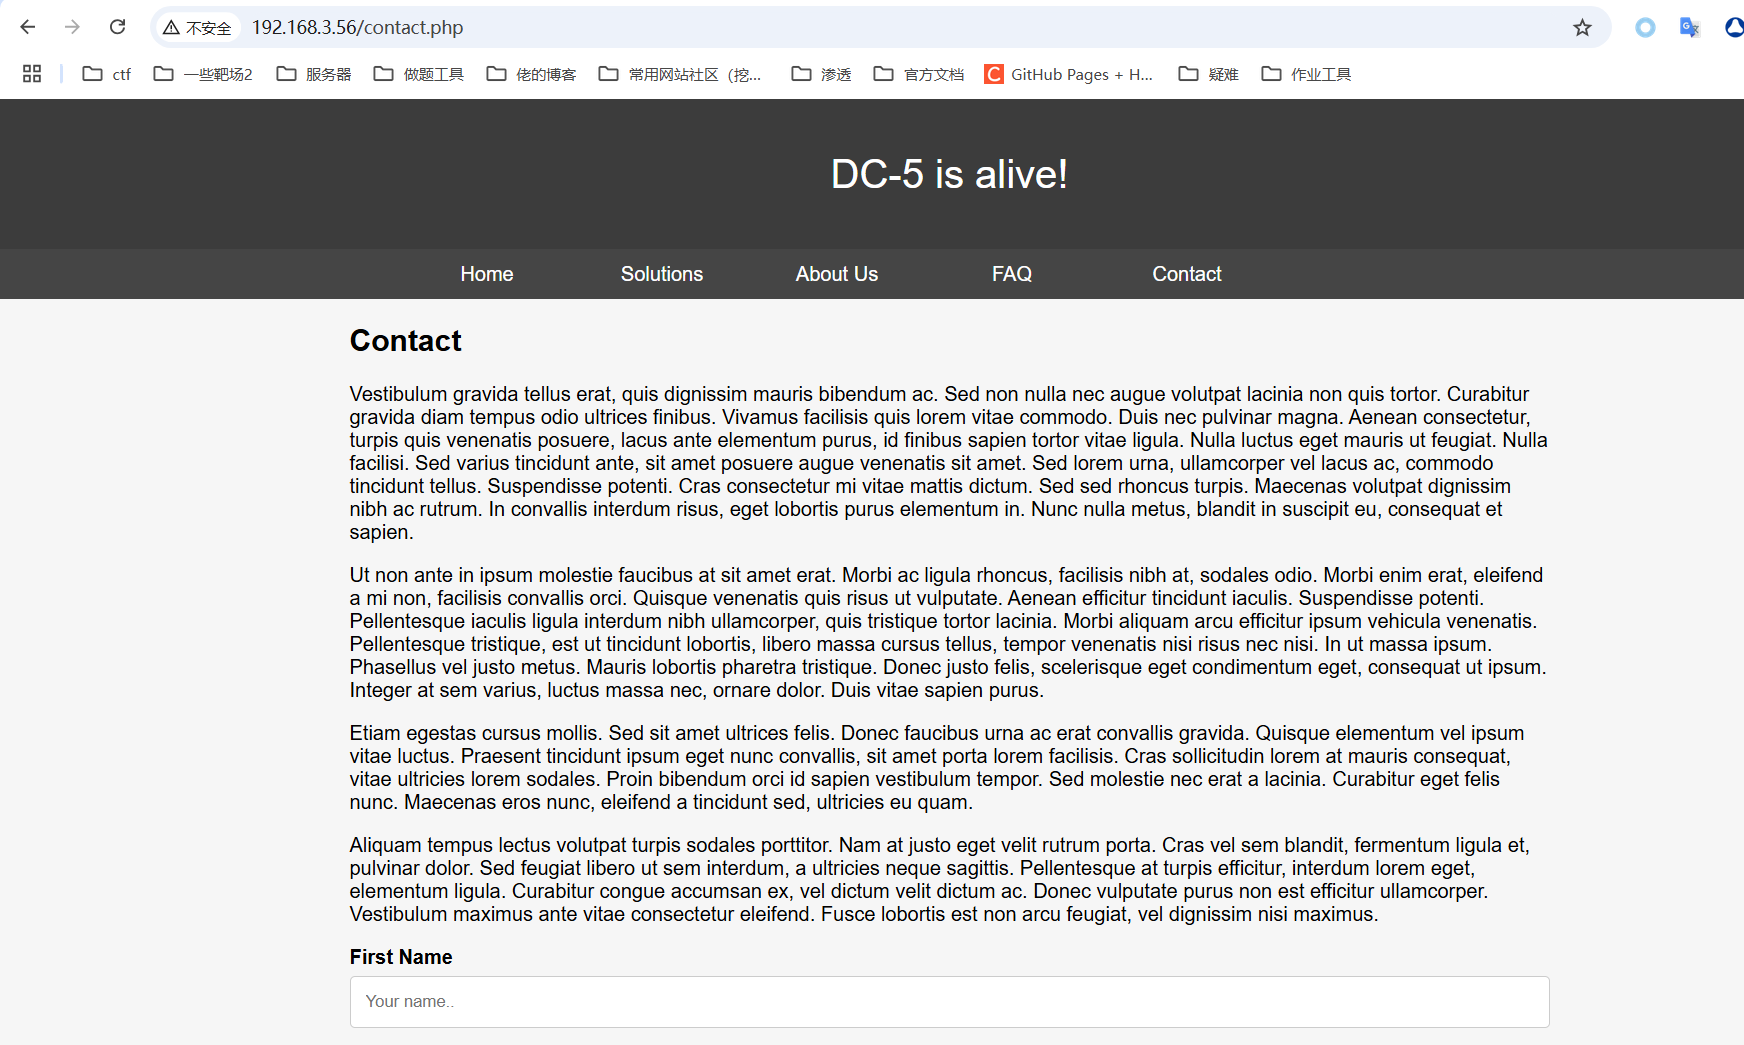 不安全 192.168.3.56/contact.php
ctf 一些靶场2 服务器 做题工具 佬的博客 常用网站社区（挖... 渗透 官方文档 GitHub Pages + H... 疑难 作业工具
DC-5 is alive!
Home Solutions About Us FAQ Contact
Contact
Vestibulum gravida tellus erat, quis dignissim mauris bibendum ac. Sed non nulla nec augue volutpat lacinia non quis tortor. Curabitur
gravida diam tempus odio ultrices finibus. Vivamus facilisis quis lorem vitae commodo. Duis nec pulvinar magna. Aenean consectetur,
turpis quis venenatis posuere, lacus ante elementum purus, id finibus sapien tortor vitae ligula. Nulla luctus eget mauris ut feugiat. Nulla
facilisi. Sed varius tincidunt ante, sit amet posuere augue venenatis sit amet. Sed lorem urna, ullamcorper vel lacus ac, commodo
tincidunt tellus. Suspendisse potenti. Cras consectetur mi vitae mattis dictum. Sed sed rhoncus turpis. Maecenas volutpat dignissim
nibh ac rutrum. In convallis interdum risus, eget lobortis purus elementum in. Nunc nulla metus, blandit in suscipit eu, consequat et
sapien.
Ut non ante in ipsum molestie faucibus at sit amet erat. Morbi ac ligula rhoncus, facilisis nibh at, sodales odio. Morbi enim erat, eleifend
a mi non, facilisis convallis orci. Quisque venenatis quis risus ut vulputate. Aenean efficitur tincidunt iaculis. Suspendisse potenti.
Pellentesque iaculis ligula interdum nibh ullamcorper, quis tristique tortor lacinia. Morbi aliquam arcu efficitur ipsum vehicula venenatis.
Pellentesque tristique, est ut tincidunt lobortis, libero massa cursus tellus, tempor venenatis nisi risus nec nisi. In ut massa ipsum.
Phasellus vel justo metus. Mauris lobortis pharetra tristique. Donec justo felis, scelerisque eget condimentum eget, consequat ut ipsum.
Integer at sem varius, luctus massa nec, ornare dolor. Duis vitae sapien purus.
Etiam egestas cursus mollis. Sed sit amet ultrices felis. Donec faucibus urna ac erat convallis gravida. Quisque elementum vel ipsum
vitae luctus. Praesent tincidunt ipsum eget nunc convallis, sit amet porta lorem facilisis. Cras sollicitudin lorem at mauris consequat,
vitae ultricies lorem sodales. Proin bibendum orci id sapien vestibulum tempor. Sed molestie nec erat a lacinia. Curabitur eget felis
nunc. Maecenas eros nunc, eleifend a tincidunt sed, ultricies eu quam.
Aliquam tempus lectus volutpat turpis sodales porttitor. Nam at justo eget velit rutrum porta. Cras vel sem blandit, fermentum ligula et,
pulvinar dolor. Sed feugiat libero ut sem interdum, a ultricies neque sagittis. Pellentesque at turpis efficitur, interdum lorem eget,
elementum ligula. Curabitur congue accumsan ex, vel dictum velit dictum ac. Donec vulputate purus non est efficitur ullamcorper.
Vestibulum maximus ante vitae consectetur eleifend. Fusce lobortis est non arcu feugiat, vel dignissim nisi maximus.
First Name
Your name..